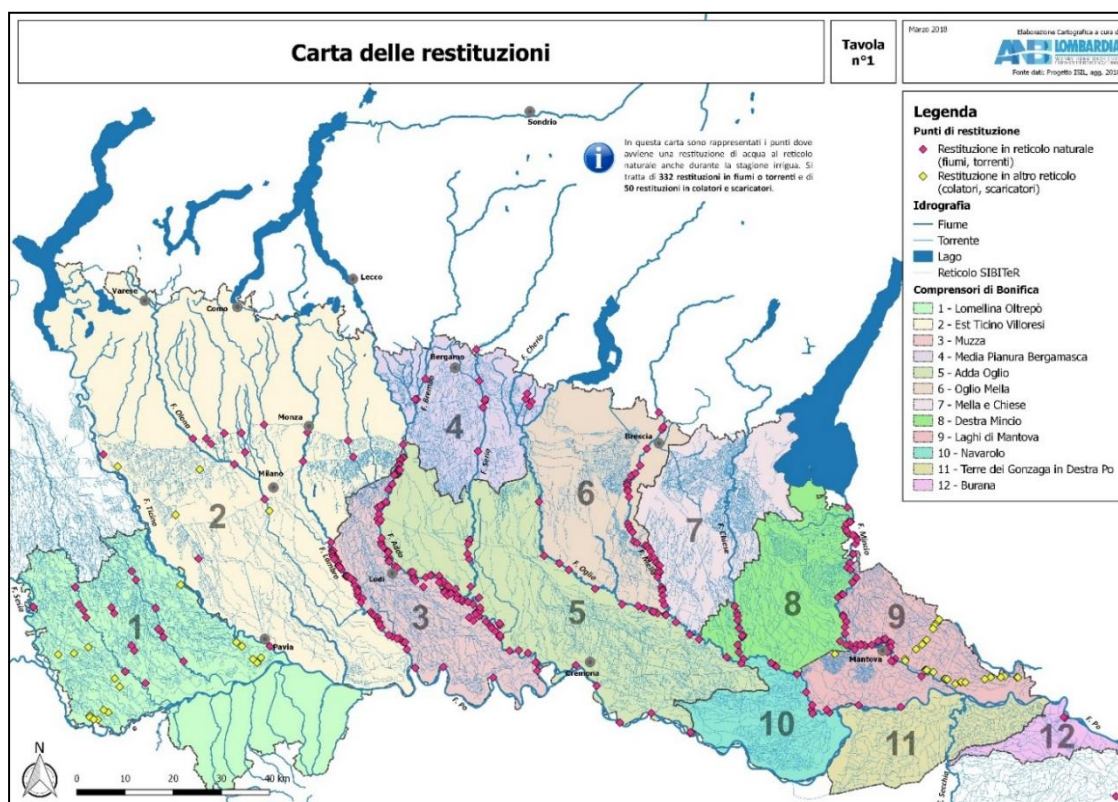 Carta delle restituzioni
Tavola
n°1
Marzo 2018
Elaborazione Cartografica a cura di
ANBI LOMBARDIA
Fonte dati: Progetto ISIL, agg. 2018
In questa carta sono rappresentati i punti dove
avviene una restituzione di acqua al reticolo
naturale anche durante la stagione irrigua. Si
tratta di 332 restituzioni in fiumi o torrenti e di
50 restituzioni in colatori e scaricatori.
Legenda
Punti di restituzione
Restituzione in reticolo naturale
(fiumi, torrenti)
Restituzione in altro reticolo
(colatori, scaricatori)
Idrografia
Fiume
Torrente
Lago
Reticolo SIBITeR
Comprensori di Bonifica
1 - Lomellina Oltrepò
2 - Est Ticino Villoresi
3 - Muzza
4 - Media Pianura Bergamasca
5 - Adda Oglio
6 - Oglio Mella
7 - Mella e Chiese
8 - Destra Mincio
9 - Laghi di Mantova
10 - Navarolo
11 - Terre dei Gonzaga in Destra Po
12 - Burana
Sondrio
Lecco
Varese
Como
Bergamo
F. Cherio
F. Brembo
F. Olona
Monza
Brescia
4
F. Serio
Milano
6
2
7
F. Ticino
F. Chiese
F. Mincio
F. Lambro
F. Adda
Lodi
F. Oglio
F. Mella
F. Sesia
1
3
5
8
9
Pavia
Mantova
Cremona
F. Po
10
11
12
F. Po
F. Secchia
N
0
10
20
30
40 km